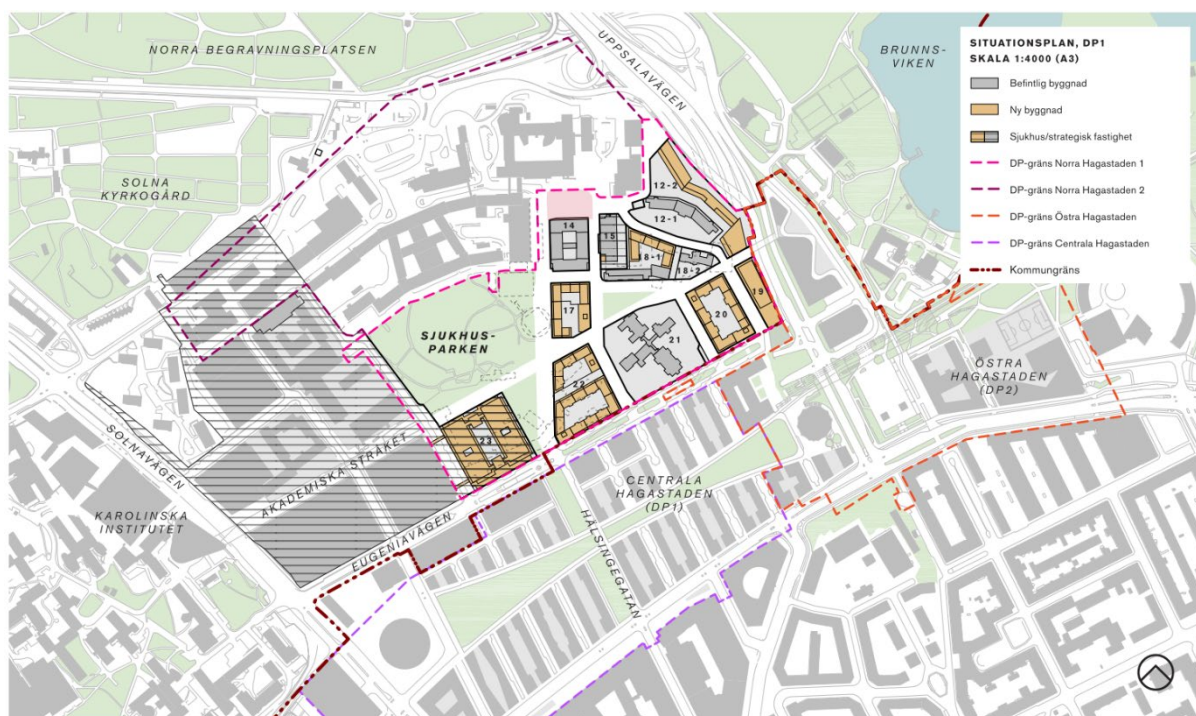 NORRA BEGRAVNINGSPLATSEN
UPPSALAVÄGEN
BRUNNS-
VIKEN
SITUATIONSPLAN, DP1
SKALA 1:4000 (A3)
Befintlig byggnad
Ny byggnad
Sjukhus/strategisk fastighet
DP-gräns Norra Hagastaden 1
DP-gräns Norra Hagastaden 2
DP-gräns Östra Hagastaden
DP-gräns Centrala Hagastaden
Kommungräns
SOLNA
KYRKOGÅRD
12-2
12-1
14
15
18-1
18-2
19
17
20
21
SJUKHUS-
PARKEN
22
23
ÖSTRA
HAGASTADEN
(DP2)
SOLNAVÄGEN
AKADEMISKA STRÅKET
KAROLINSKA
INSTITUTET
EUGENIAVÄGEN
CENTRALA
HAGASTADEN
(DP1)
HÄLSINGEGATAN